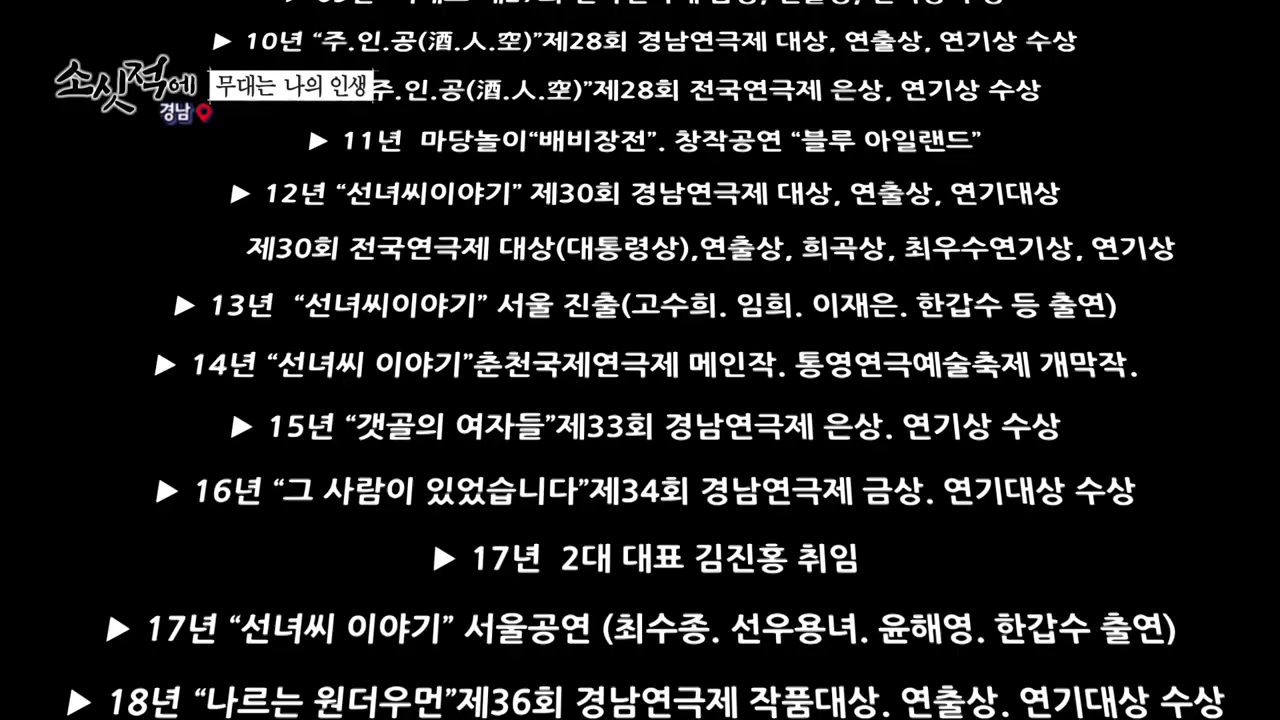 ▶ 10년 “주.인.공(酒.人.空)”제28회 경남연극제 대상, 연출상, 연기상 수상
소싯적에 경남
무대는 나의 인생
주.인.공(酒.人.空)”제28회 전국연극제 은상, 연기상 수상
▶ 11년 마당놀이“배비장전”. 창작공연 “블루 아일랜드”
▶ 12년 “선녀씨이야기” 제30회 경남연극제 대상, 연출상, 연기대상
제30회 전국연극제 대상(대통령상),연출상, 희곡상, 최우수연기상, 연기상
▶ 13년 “선녀씨이야기” 서울 진출(고수희. 임희. 이재은. 한갑수 등 출연)
▶ 14년 “선녀씨 이야기”춘천국제연극제 메인작. 통영연극예술축제 개막작.
▶ 15년 “갯골의 여자들”제33회 경남연극제 은상. 연기상 수상
▶ 16년 “그 사람이 있었습니다”제34회 경남연극제 금상. 연기대상 수상
▶ 17년 2대 대표 김진홍 취임
▶ 17년 “선녀씨 이야기” 서울공연 (최수종. 선우용녀. 윤해영. 한갑수 출연)
▶ 18년 “나르는 원더우먼”제36회 경남연극제 작품대상. 연출상. 연기대상 수상